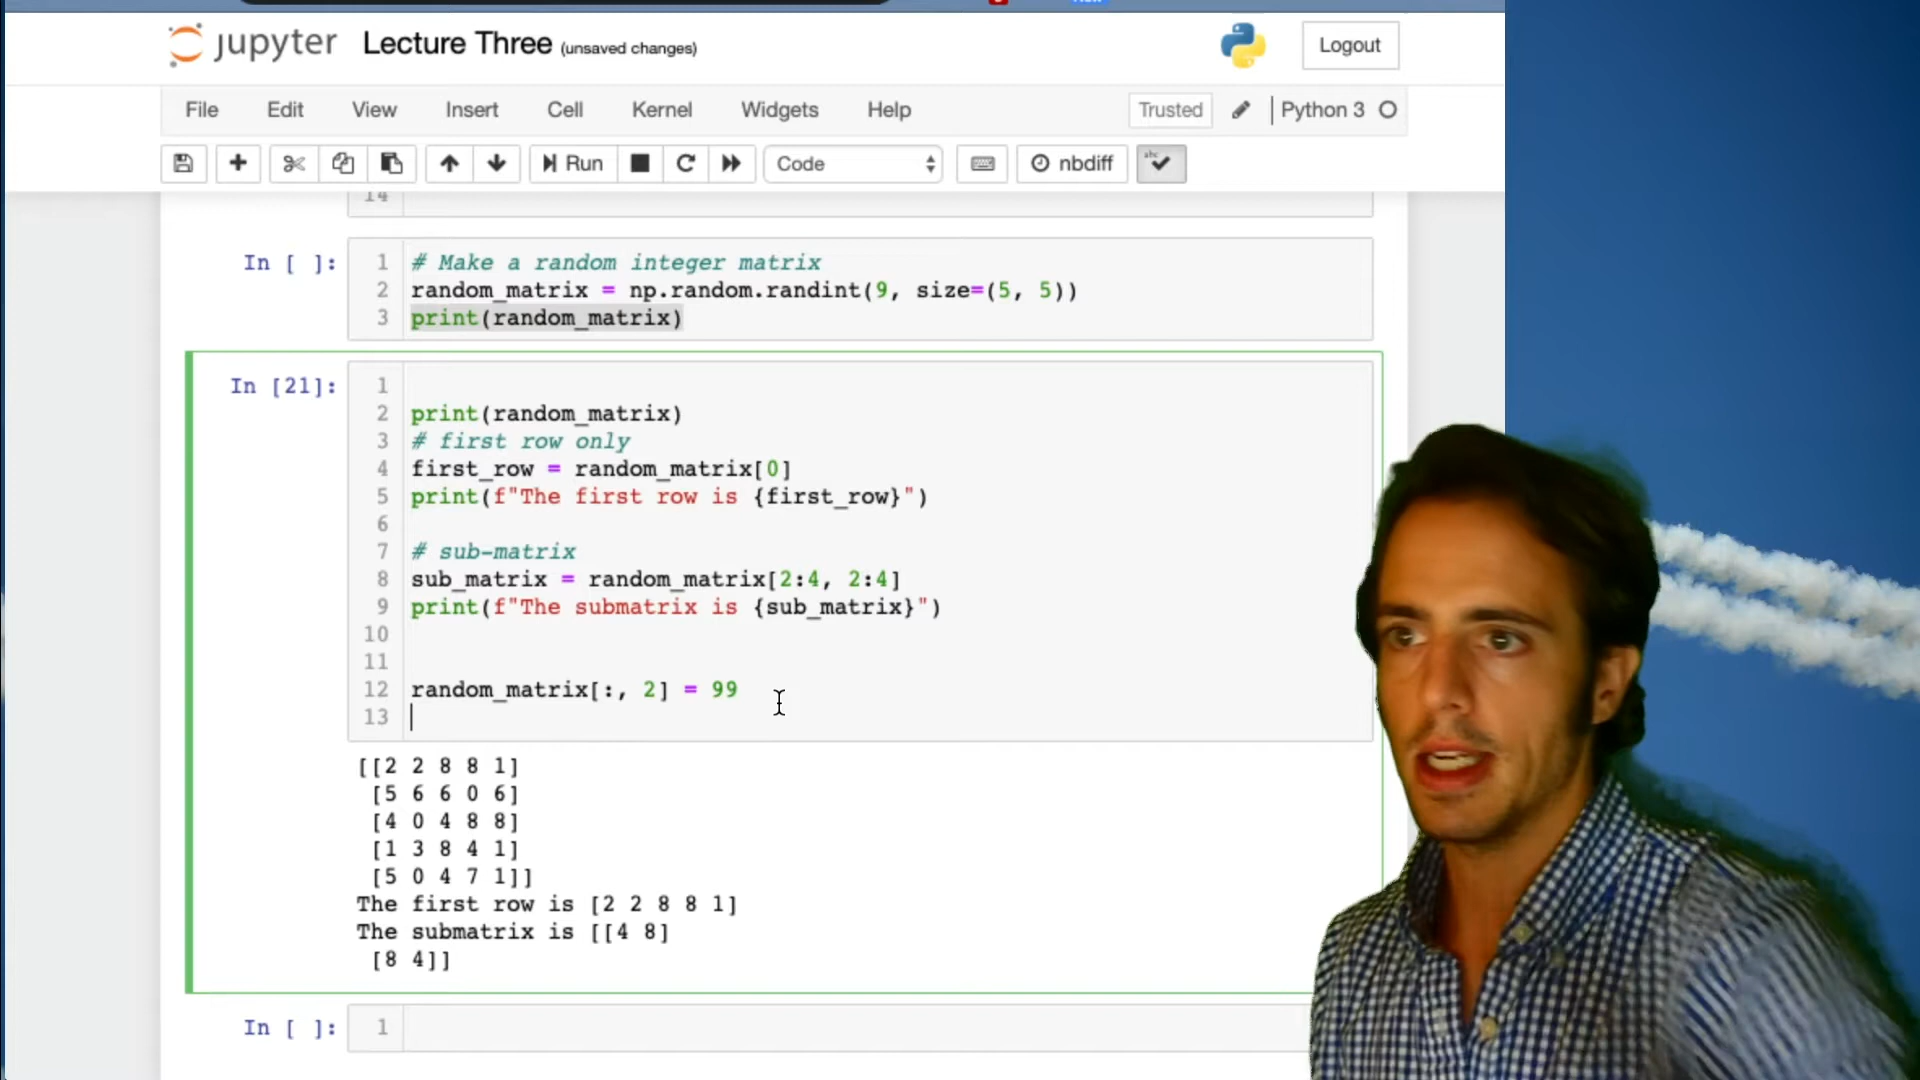 jupyter Lecture Three (unsaved changes) Logout
File Edit View Insert Cell Kernel Widgets Help Trusted Python 3
Run Code nbdiff
14
In [ ]:
1 # Make a random integer matrix
2 random_matrix = np.random.randint(9, size=(5, 5))
3 print(random_matrix)
In [21]:
1
2 print(random_matrix)
3 # first row only
4 first_row = random_matrix[0]
5 print(f"The first row is {first_row}")
6
7 # sub-matrix
8 sub_matrix = random_matrix[2:4, 2:4]
9 print(f"The submatrix is {sub_matrix}")
10
11
12 random_matrix[:, 2] = 99
13
[[2 2 8 8 1]
[5 6 6 0 6]
[4 0 4 8 8]
[1 3 8 4 1]
[5 0 4 7 1]]
The first row is [2 2 8 8 1]
The submatrix is [[4 8]
[8 4]]
In [ ]: 1